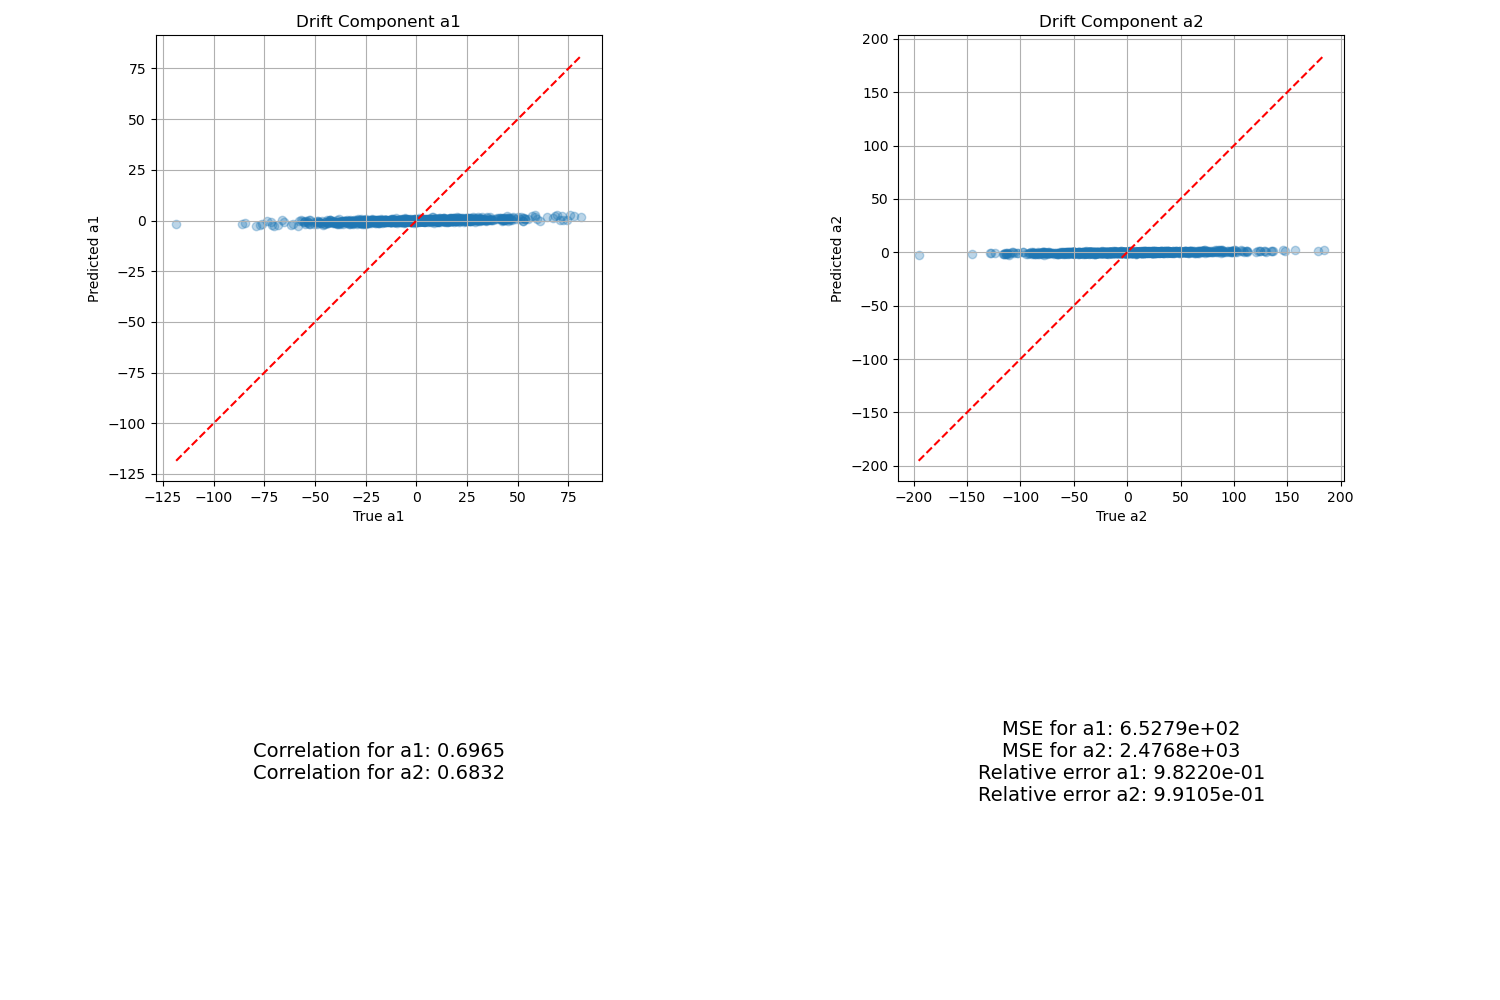 Drift Component a1
75
50
25
0
−25
−50
−75
−100
−125
Predicted a1
−125 −100 −75 −50 −25 0 25 50 75
True a1
Drift Component a2
200
150
100
50
0
−50
−100
−150
−200
Predicted a2
−200 −150 −100 −50 0 50 100 150 200
True a2
Correlation for a1: 0.6965
Correlation for a2: 0.6832
MSE for a1: 6.5279e+02
MSE for a2: 2.4768e+03
Relative error a1: 9.8220e-01
Relative error a2: 9.9105e-01